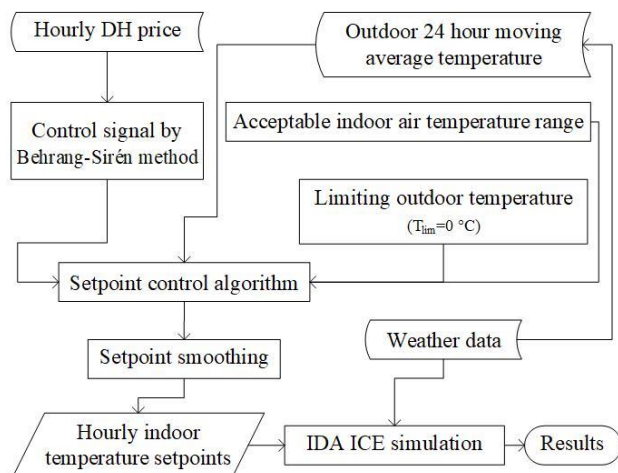 Hourly DH price
Outdoor 24 hour moving
average temperature
Control signal by
Behrang-Sirén method
Acceptable indoor air temperature range
Limiting outdoor temperature
(Tlim=0 °C)
Setpoint control algorithm
Setpoint smoothing
Weather data
Hourly indoor
temperature setpoints
IDA ICE simulation
Results